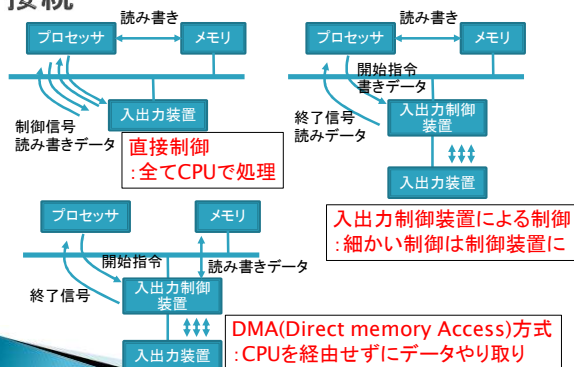 接続
読み書き
プロセッサ
メモリ
制御信号
読み書きデータ
入出力装置
直接制御
:全てCPUで処理
読み書き
プロセッサ
メモリ
開始指令
書きデータ
終了信号
読みデータ
入出力制御
装置
入出力装置
入出力制御装置による制御
:細かい制御は制御装置に
プロセッサ
メモリ
開始指令
読み書きデータ
終了信号
入出力制御
装置
入出力装置
DMA(Direct memory Access)方式
:CPUを経由せずにデータやり取り